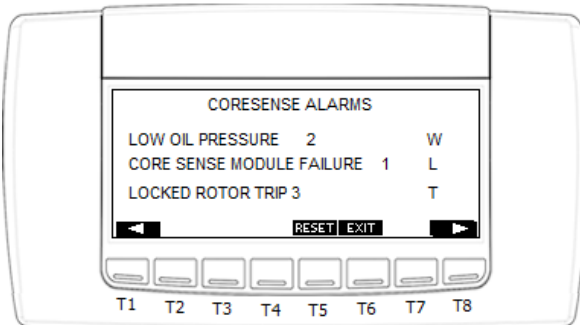 CORESENSE ALARMS
LOW OIL PRESSURE 2 W
CORE SENSE MODULE FAILURE 1 L
LOCKED ROTOR TRIP 3 T
RESET EXIT
T1 T2 T3 T4 T5 T6 T7 T8